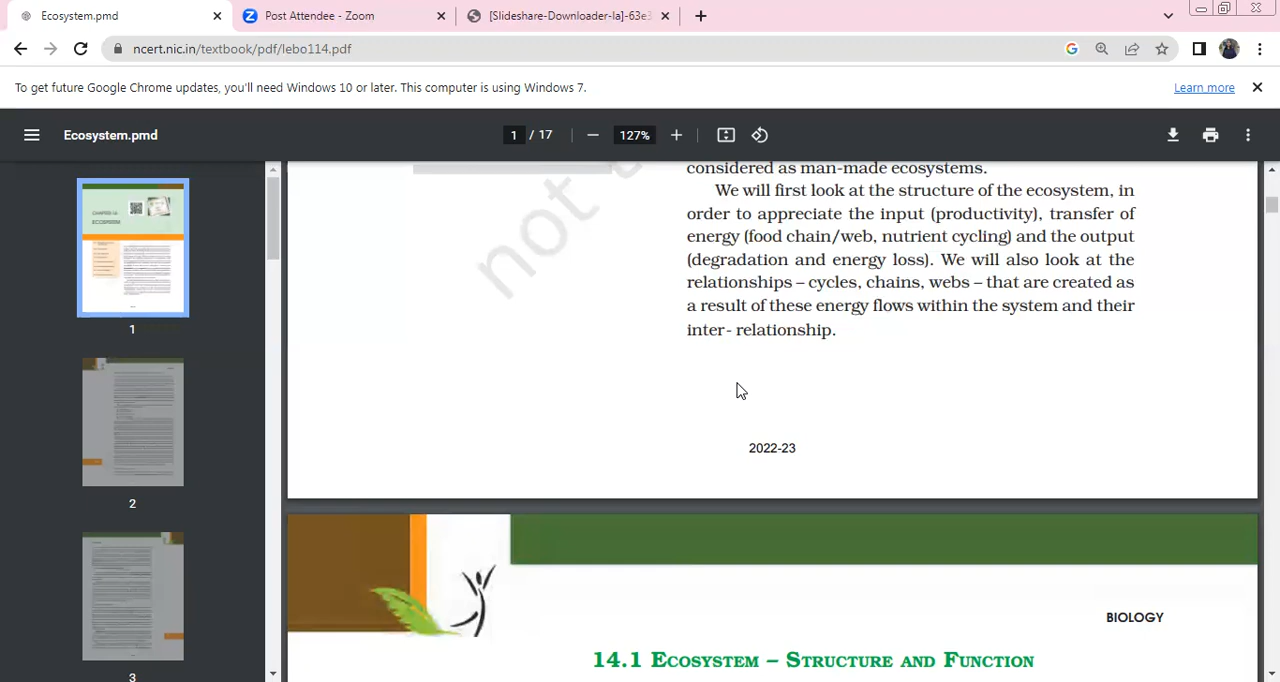 Ecosystem.pmd
Post Attendee - Zoom
[Slideshare-Downloader-la]-63e3
ncert.nic.in/textbook/pdf/lebo114.pdf
To get future Google Chrome updates, you'll need Windows 10 or later. This computer is using Windows 7.
Learn more
Ecosystem.pmd
1 / 17
127%
considered as man-made ecosystems.
We will first look at the structure of the ecosystem, in
order to appreciate the input (productivity), transfer of
energy (food chain/web, nutrient cycling) and the output
(degradation and energy loss). We will also look at the
relationships – cycles, chains, webs – that are created as
a result of these energy flows within the system and their
inter- relationship.
not
2022-23
BIOLOGY
14.1 ECOSYSTEM – STRUCTURE AND FUNCTION
1
2
3